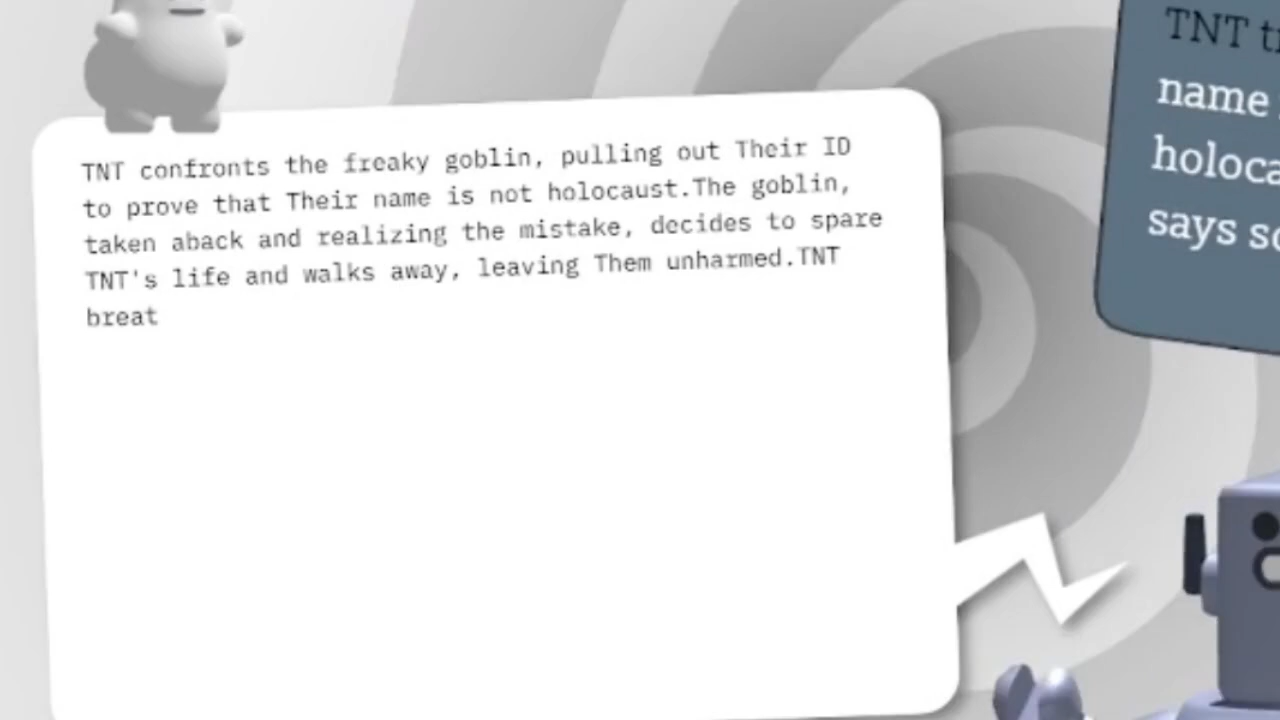 TNT confronts the freaky goblin, pulling out Their ID
to prove that Their name is not holocaust.The goblin,
taken aback and realizing the mistake, decides to spare
TNT's life and walks away, leaving Them unharmed.TNT
breat
TNT t
name
holoca
says so